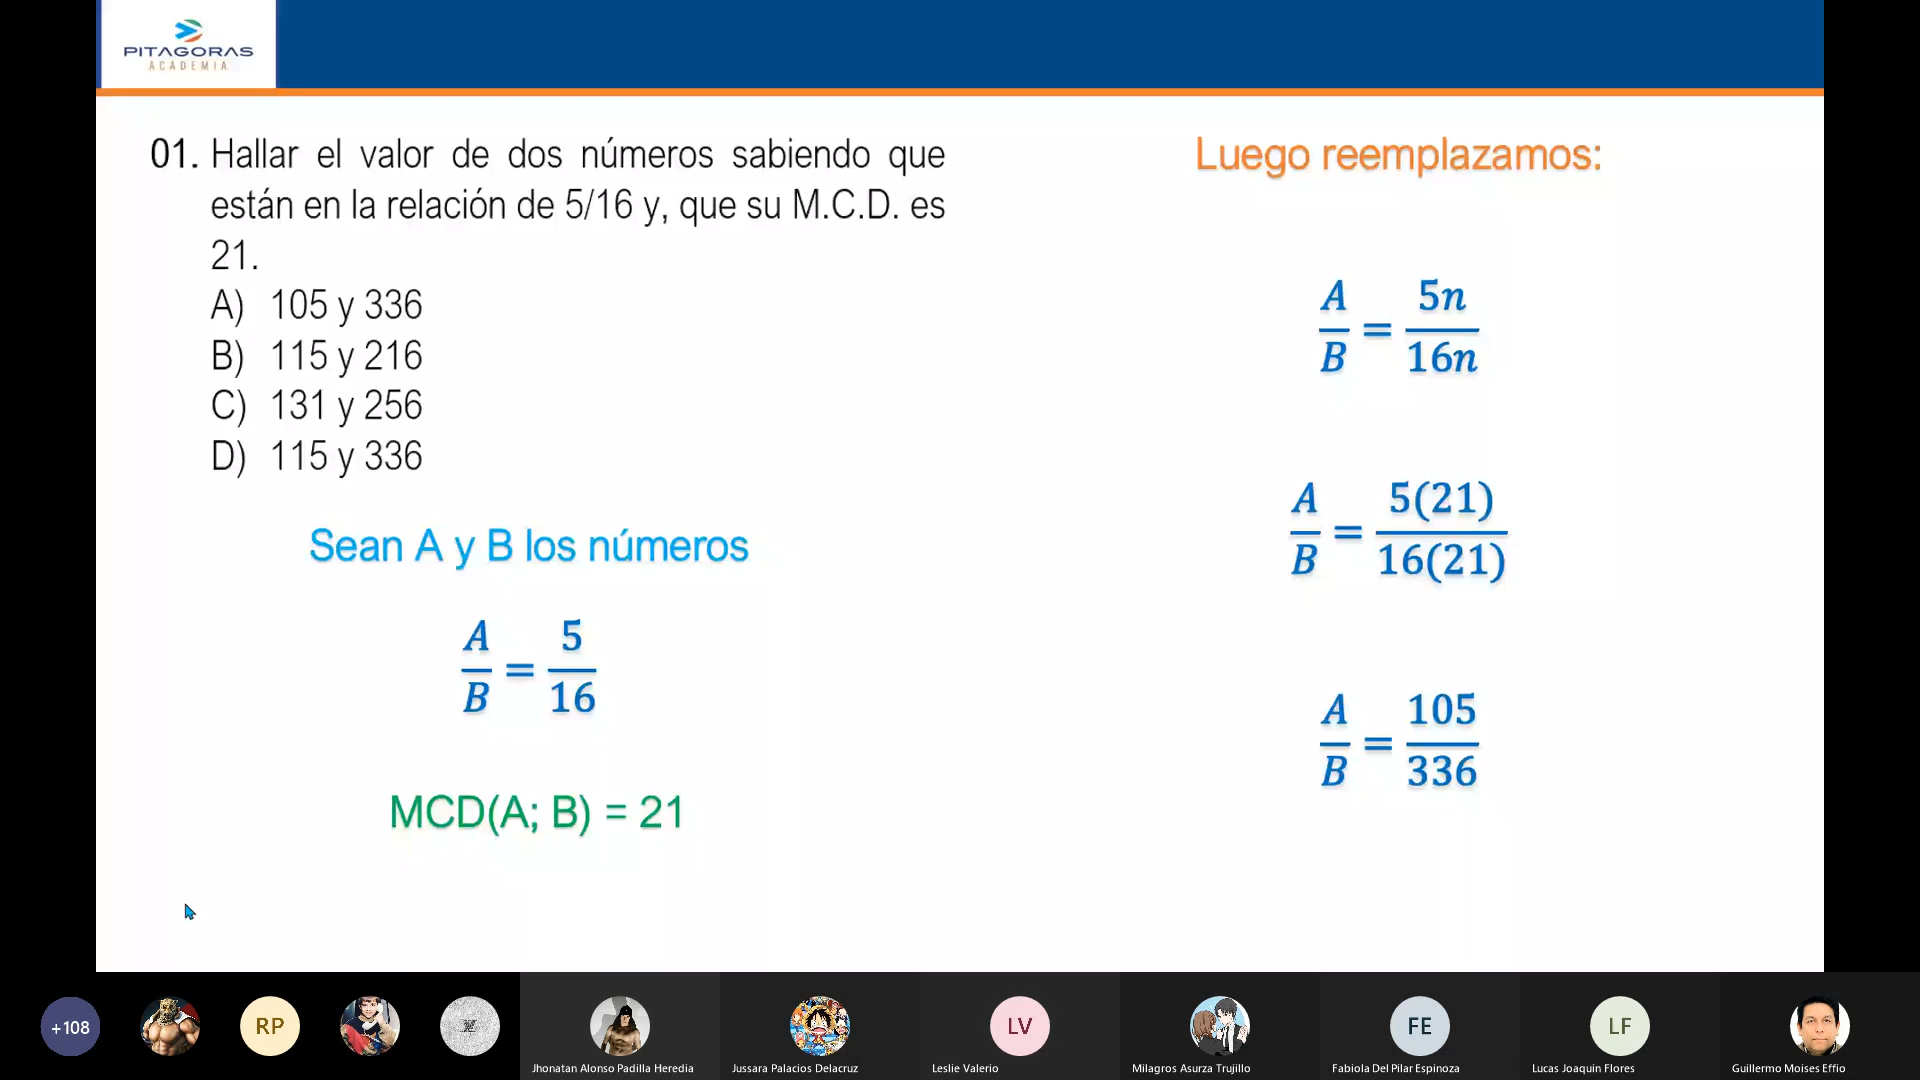 PITAGORAS
ACADEMIA
01. Hallar el valor de dos números sabiendo que
están en la relación de 5/16 y, que su M.C.D. es
21.
A) 105 y 336
B) 115 y 216
C) 131 y 256
D) 115 y 336
Sean A y B los números
A/B = 5/16
MCD(A; B) = 21
Luego reemplazamos:
A/B = 5n/16n
A/B = 5(21)/16(21)
A/B = 105/336
+108
RP
LV
FE
LF
Jhonatan Alonso Padilla Heredia
Jussara Palacios Delacruz
Leslie Valerio
Milagros Asurza Trujillo
Fabiola Del Pilar Espinoza
Lucas Joaquin Flores
Guillermo Moises Effio